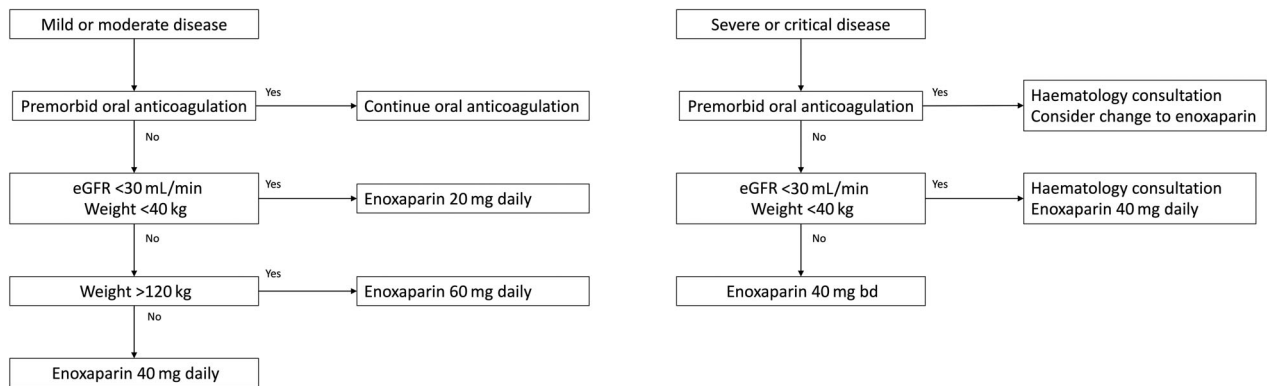 Mild or moderate disease
Premorbid oral anticoagulation
Yes
Continue oral anticoagulation
No
eGFR <30 mL/min
Weight <40 kg
Yes
Enoxaparin 20 mg daily
No
Weight >120 kg
Yes
Enoxaparin 60 mg daily
No
Enoxaparin 40 mg daily
Severe or critical disease
Premorbid oral anticoagulation
Yes
Haematology consultation
Consider change to enoxaparin
No
eGFR <30 mL/min
Weight <40 kg
Yes
Haematology consultation
Enoxaparin 40 mg daily
No
Enoxaparin 40 mg bd